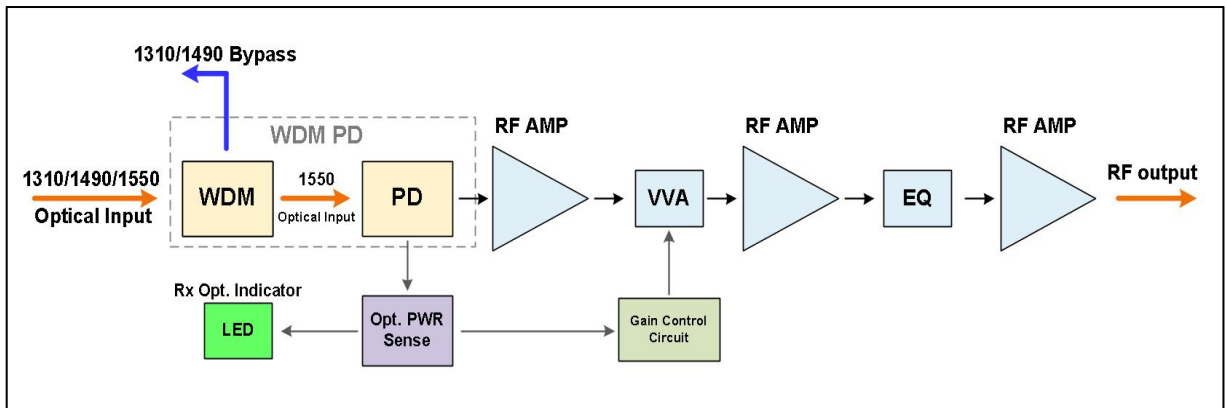 1310/1490 Bypass
WDM PD
RF AMP
RF AMP
RF AMP
1310/1490/1550
Optical Input
WDM
1550
Optical Input
PD
VVA
EQ
RF output
Rx Opt. Indicator
LED
Opt. PWR
Sense
Gain Control
Circuit